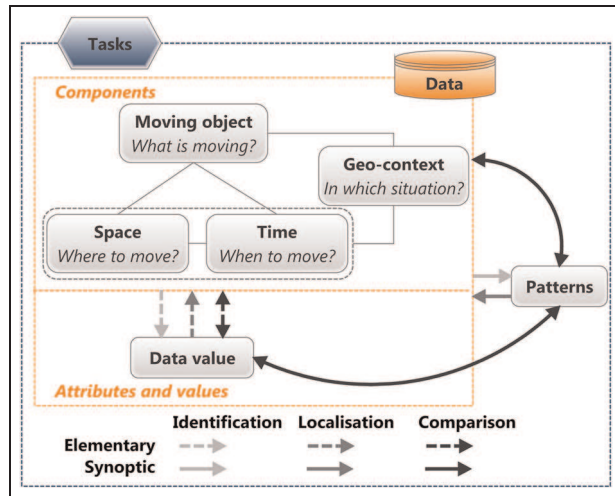 Tasks
Data
Components
Moving object
What is moving?
Geo-context
In which situation?
Space
Where to move?
Time
When to move?
Patterns
Data value
Attributes and values
Identification Localisation Comparison
Elementary
Synoptic